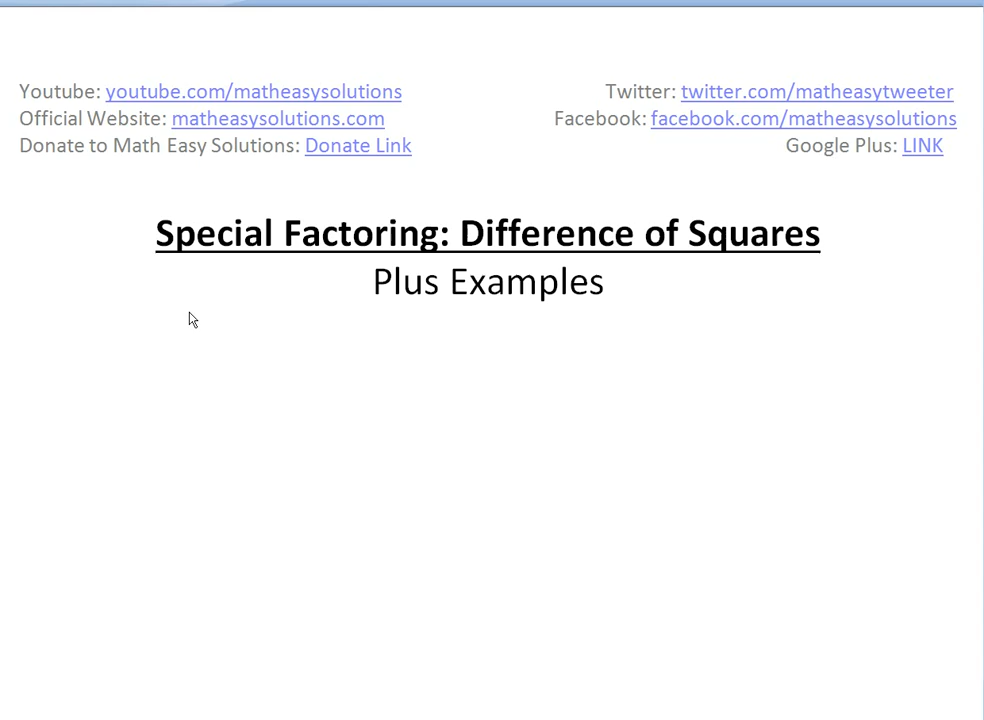 Youtube: youtube.com/matheasysolutions
Official Website: matheasysolutions.com
Donate to Math Easy Solutions: Donate Link
Twitter: twitter.com/matheasytweeter
Facebook: facebook.com/matheasysolutions
Google Plus: LINK
Special Factoring: Difference of Squares
Plus Examples